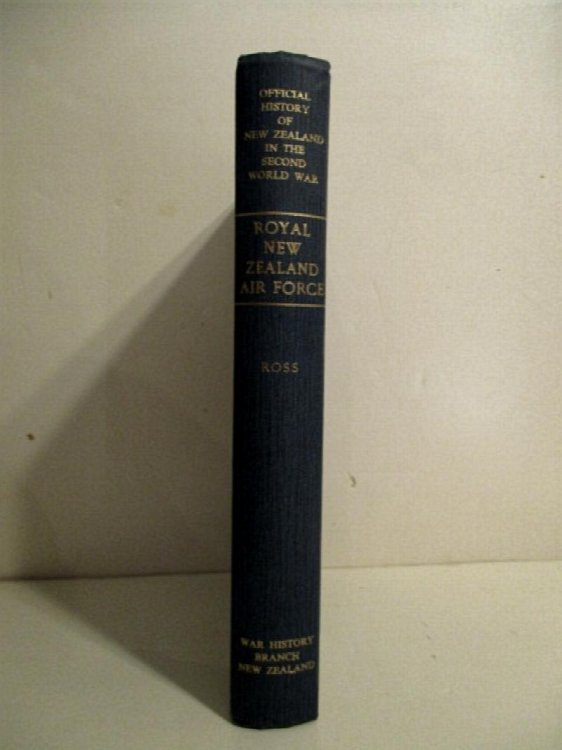 OFFICIAL
HISTORY
OF
NEW ZEALAND
IN THE
SECOND
WORLD WAR
ROYAL
NEW
ZEALAND
AIR FORCE
ROSS
WAR HISTORY
BRANCH
NEW ZEALAND